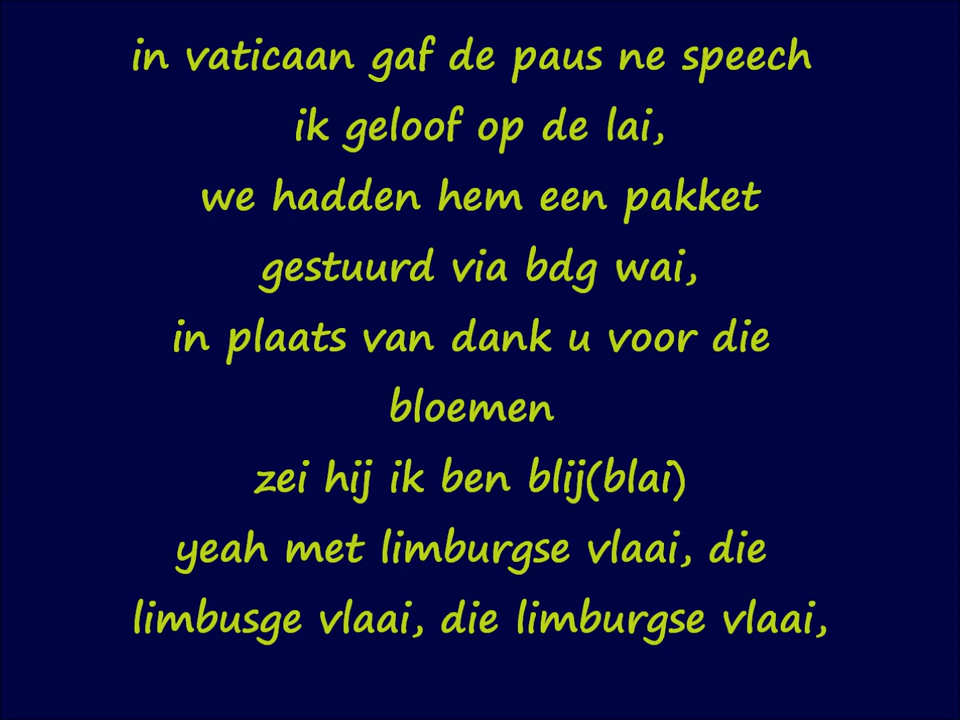 in vaticaan gaf de paus ne speech
ik geloof op de lai,
we hadden hem een pakket
gestuurd via bdg wai,
in plaats van dank u voor die
bloemen
zei hij ik ben blij(blai)
yeah met limburgse vlaai, die
limbusge vlaai, die limburgse vlaai,